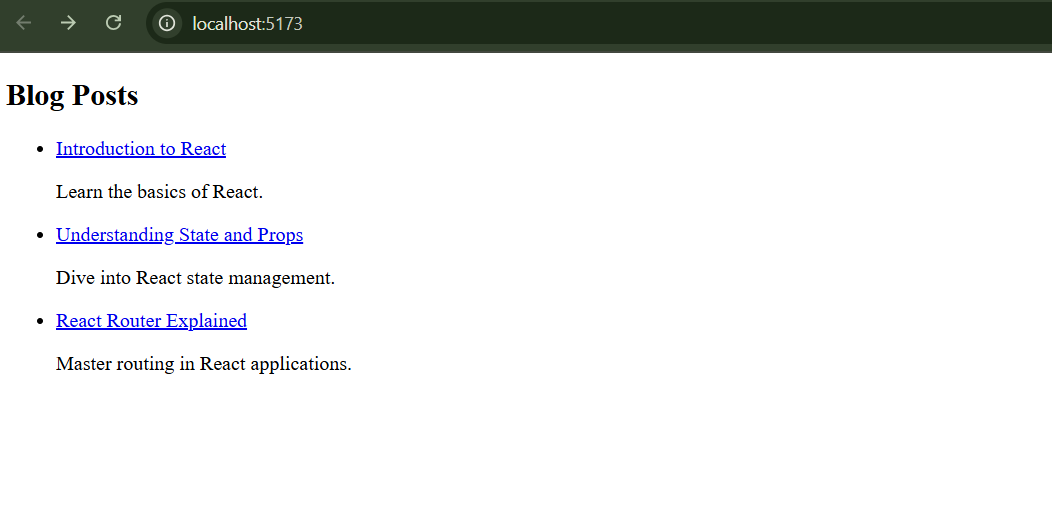 localhost:5173
Blog Posts
Introduction to React
Learn the basics of React.
Understanding State and Props
Dive into React state management.
React Router Explained
Master routing in React applications.